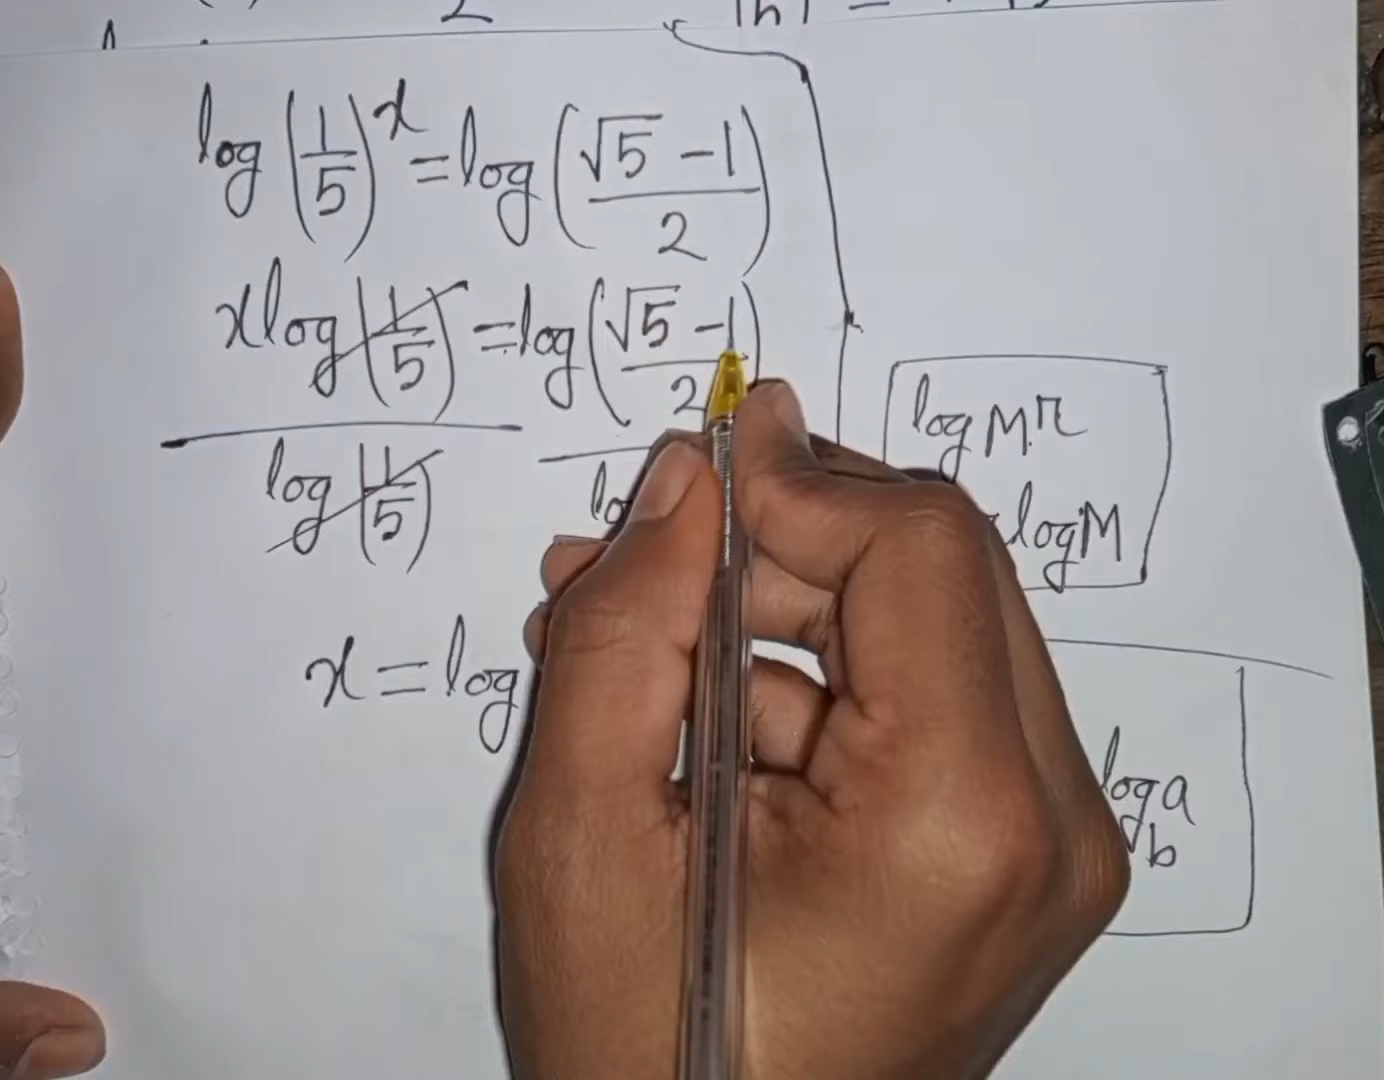 2
|h| =
log (1/5)^x = log ((√5 - 1)/2)
x log (1/5) = log ((√5 - 1)/2)
log (1/5)
x = log
log M^r
log M
log a
b